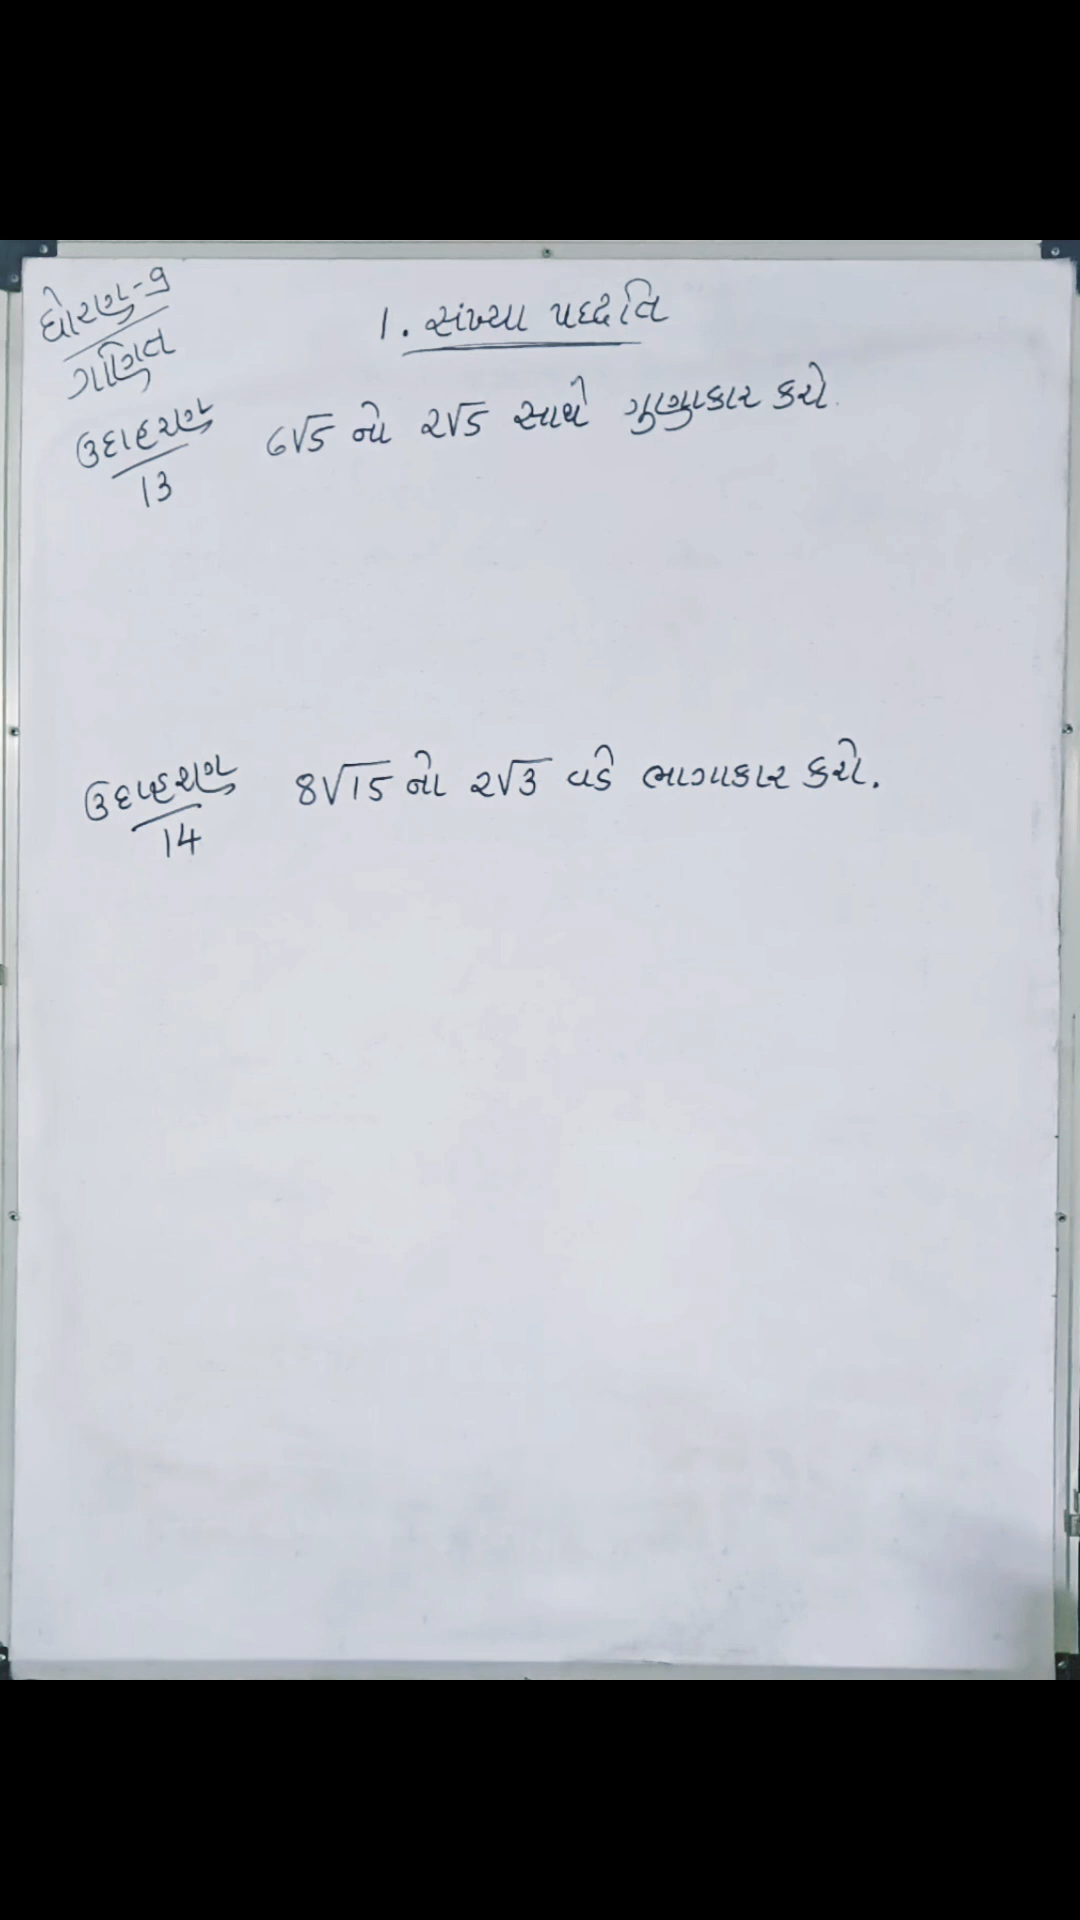 ધોરણ-9
ગણિત
1. સંખ્યા પધ્ધતિ
ઉદાહરણ 6√5 નો 2√5 સાથે ગુણાકાર કરો.
13
ઉદાહરણ 8√15 નો 2√3 વડે ભાગાકાર કરો.
14